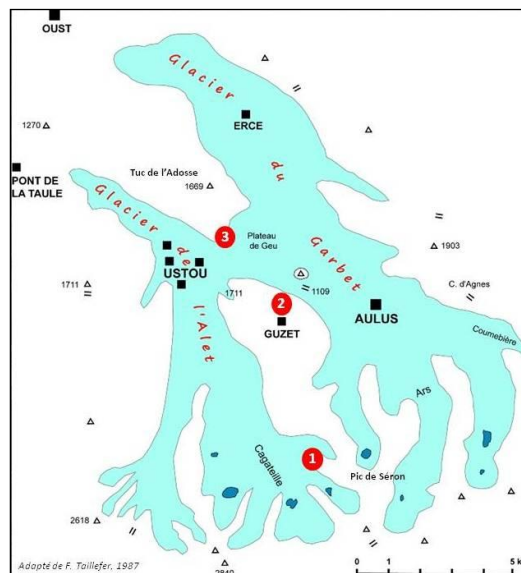 OUST
Glacier du Garbet
ERCE
1270
Tuc de l'Adosse
1669
PONT DE
LA TAULE
Glacier de l'Alet
3
Plateau
de Geu
1903
USTOU
1711
1711
C. d'Agnes
2
1109
GUZET
AULUS
Coumebière
Ars
1
Cagateille
Pic de Séron
2618
2840
Adapté de F. Taillefer, 1987
0 1 5 k